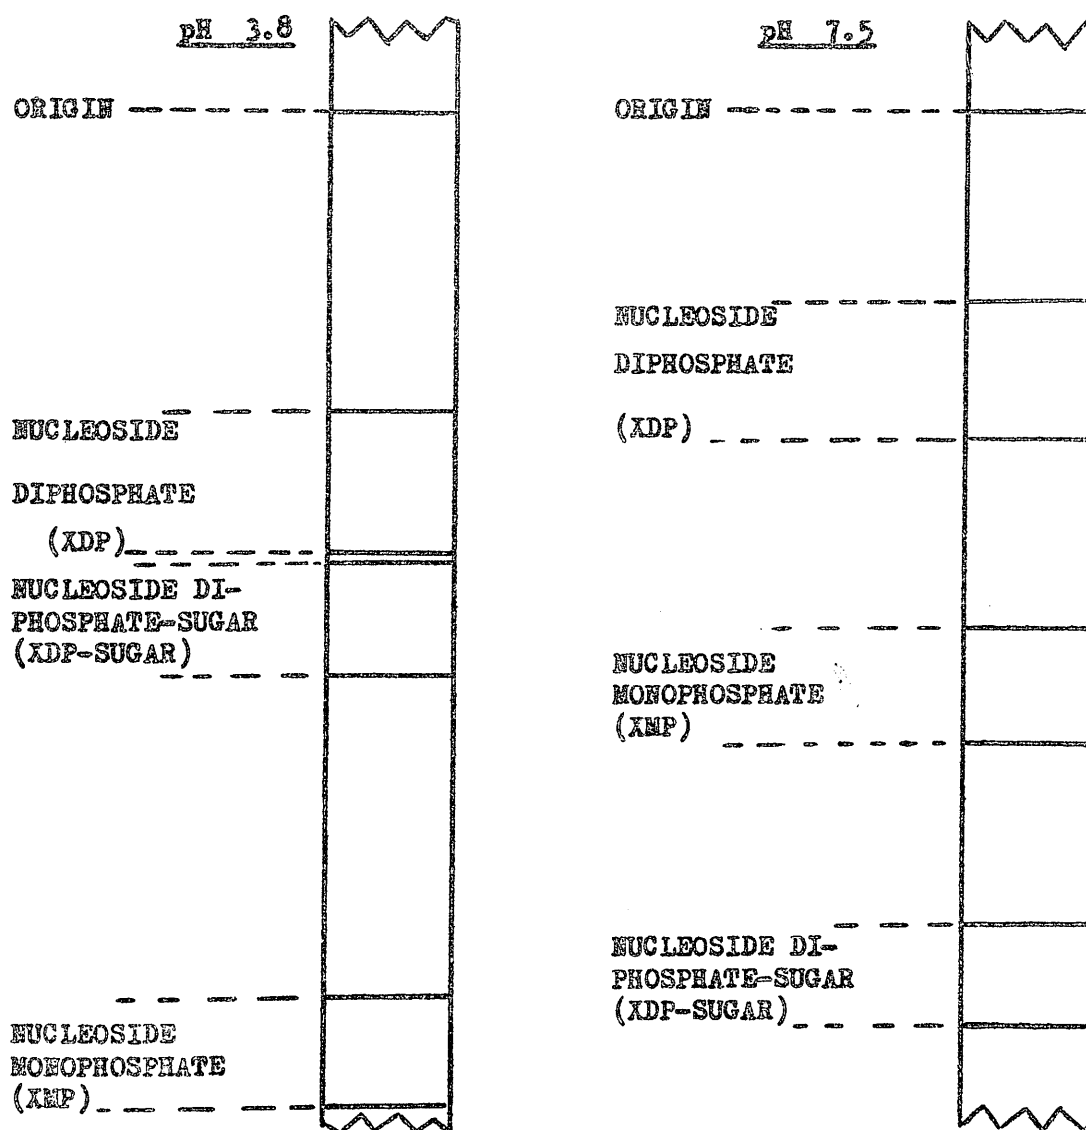 pH 3.8
ORIGIN
NUCLEOSIDE
DIPHOSPHATE
(XDP)
NUCLEOSIDE DI-
PHOSPHATE-SUGAR
(XDP-SUGAR)
NUCLEOSIDE
MONOPHOSPHATE
(XMP)
pH 7.5
ORIGIN
NUCLEOSIDE
DIPHOSPHATE
(XDP)
NUCLEOSIDE
MONOPHOSPHATE
(XMP)
NUCLEOSIDE DI-
PHOSPHATE-SUGAR
(XDP-SUGAR)